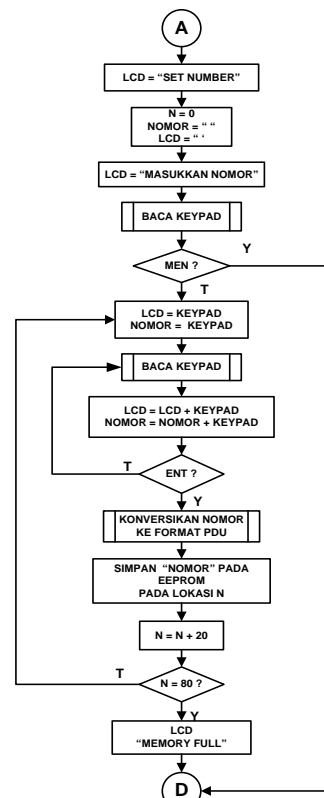 A
LCD = “SET NUMBER”
N = 0
NOMOR = “ “
LCD = “ ‘
LCD = “MASUKKAN NOMOR”
BACA KEYPAD
Y
MEN ?
T
LCD = KEYPAD
NOMOR = KEYPAD
BACA KEYPAD
LCD = LCD + KEYPAD
NOMOR = NOMOR + KEYPAD
T
ENT ?
Y
KONVERSIKAN NOMOR
KE FORMAT PDU
SIMPAN “NOMOR” PADA
EEPROM
PADA LOKASI N
N = N + 20
T
N = 80 ?
Y
LCD
“MEMORY FULL”
D